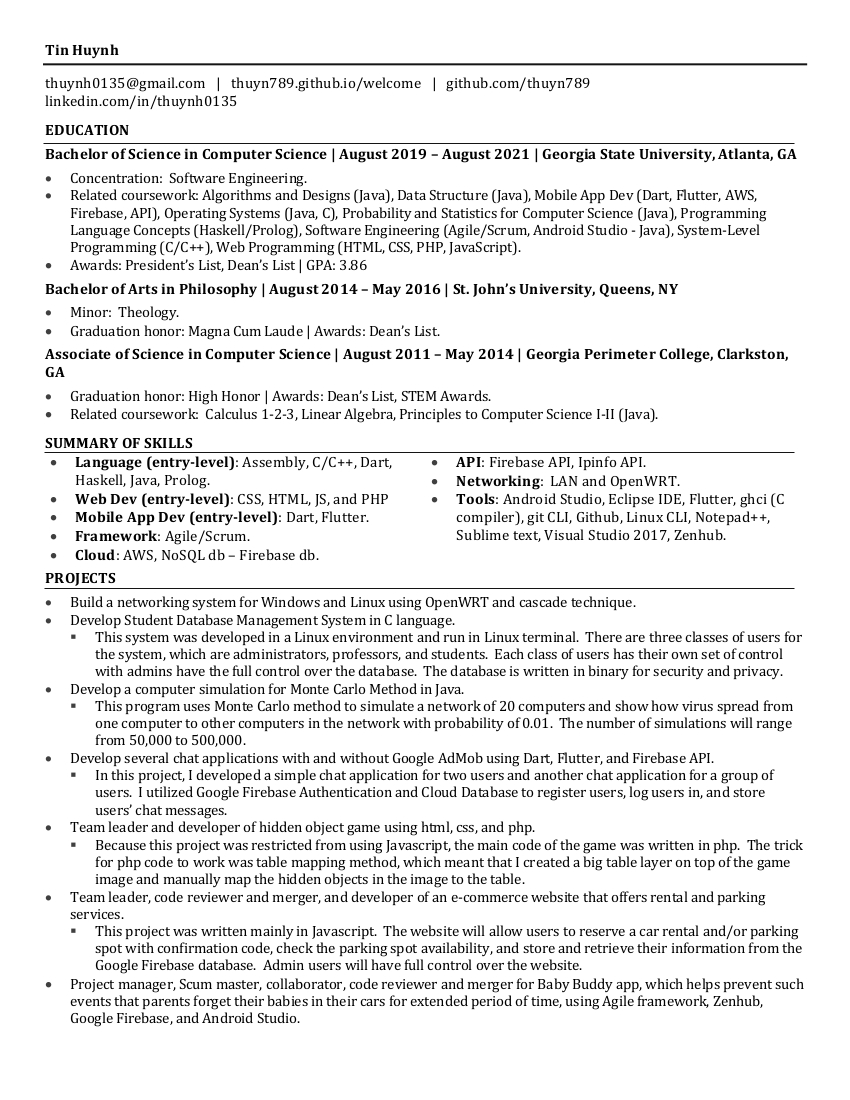 Tin Huynh
thuynh0135@gmail.com | thuyn789.github.io/welcome | github.com/thuyn789
linkedin.com/in/thuynh0135
EDUCATION
Bachelor of Science in Computer Science | August 2019 – August 2021 | Georgia State University, Atlanta, GA
• Concentration: Software Engineering.
• Related coursework: Algorithms and Designs (Java), Data Structure (Java), Mobile App Dev (Dart, Flutter, AWS,
Firebase, API), Operating Systems (Java, C), Probability and Statistics for Computer Science (Java), Programming
Language Concepts (Haskell/Prolog), Software Engineering (Agile/Scrum, Android Studio - Java), System-Level
Programming (C/C++), Web Programming (HTML, CSS, PHP, JavaScript).
• Awards: President’s List, Dean’s List | GPA: 3.86
Bachelor of Arts in Philosophy | August 2014 – May 2016 | St. John’s University, Queens, NY
• Minor: Theology.
• Graduation honor: Magna Cum Laude | Awards: Dean’s List.
Associate of Science in Computer Science | August 2011 – May 2014 | Georgia Perimeter College, Clarkston,
GA
• Graduation honor: High Honor | Awards: Dean’s List, STEM Awards.
• Related coursework: Calculus 1-2-3, Linear Algebra, Principles to Computer Science I-II (Java).
SUMMARY OF SKILLS
• Language (entry-level): Assembly, C/C++, Dart,
Haskell, Java, Prolog.
• Web Dev (entry-level): CSS, HTML, JS, and PHP
• Mobile App Dev (entry-level): Dart, Flutter.
• Framework: Agile/Scrum.
• Cloud: AWS, NoSQL db – Firebase db.
• API: Firebase API, Ipinfo API.
• Networking: LAN and OpenWRT.
• Tools: Android Studio, Eclipse IDE, Flutter, ghci (C
compiler), git CLI, Github, Linux CLI, Notepad++,
Sublime text, Visual Studio 2017, Zenhub.
PROJECTS
• Build a networking system for Windows and Linux using OpenWRT and cascade technique.
• Develop Student Database Management System in C language.
▪ This system was developed in a Linux environment and run in Linux terminal. There are three classes of users for
the system, which are administrators, professors, and students. Each class of users has their own set of control
with admins have the full control over the database. The database is written in binary for security and privacy.
• Develop a computer simulation for Monte Carlo Method in Java.
▪ This program uses Monte Carlo method to simulate a network of 20 computers and show how virus spread from
one computer to other computers in the network with probability of 0.01. The number of simulations will range
from 50,000 to 500,000.
• Develop several chat applications with and without Google AdMob using Dart, Flutter, and Firebase API.
▪ In this project, I developed a simple chat application for two users and another chat application for a group of
users. I utilized Google Firebase Authentication and Cloud Database to register users, log users in, and store
users’ chat messages.
• Team leader and developer of hidden object game using html, css, and php.
▪ Because this project was restricted from using Javascript, the main code of the game was written in php. The trick
for php code to work was table mapping method, which meant that I created a big table layer on top of the game
image and manually map the hidden objects in the image to the table.
• Team leader, code reviewer and merger, and developer of an e-commerce website that offers rental and parking
services.
▪ This project was written mainly in Javascript. The website will allow users to reserve a car rental and/or parking
spot with confirmation code, check the parking spot availability, and store and retrieve their information from the
Google Firebase database. Admin users will have full control over the website.
• Project manager, Scum master, collaborator, code reviewer and merger for Baby Buddy app, which helps prevent such
events that parents forget their babies in their cars for extended period of time, using Agile framework, Zenhub,
Google Firebase, and Android Studio.